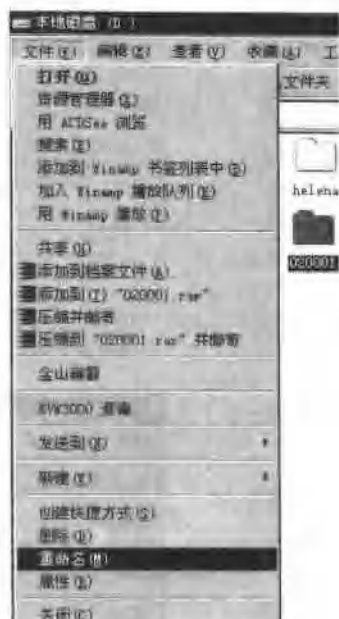 本地磁盘 (D:)
文件(F) 编辑(E) 查看(V) 收藏(A) 工
打开(O)
资源管理器(X)
用 ACDSee 浏览
搜索(E)
添加到 Winamp 书签列表中(B)
加入 Winamp 播放队列(E)
用 Winamp 播放(P)
文件夹
helena
020001
共享(H)
添加到档案文件(A)
添加到(T) "020001.rar"
压缩并邮寄
压缩到 "020001.rar" 并邮寄
金山毒霸
KVW3000 查毒
发送到(N)
新建(W)
创建快捷方式(S)
删除(D)
重命名(M)
属性(R)
关闭(C)